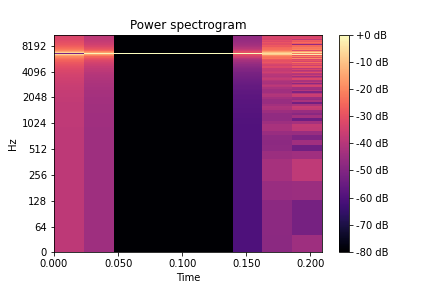 Power spectrogram
Hz
8192
4096
2048
1024
512
256
128
64
0
0.000 0.050 0.100 0.150 0.200
Time
+0 dB
-10 dB
-20 dB
-30 dB
-40 dB
-50 dB
-60 dB
-70 dB
-80 dB